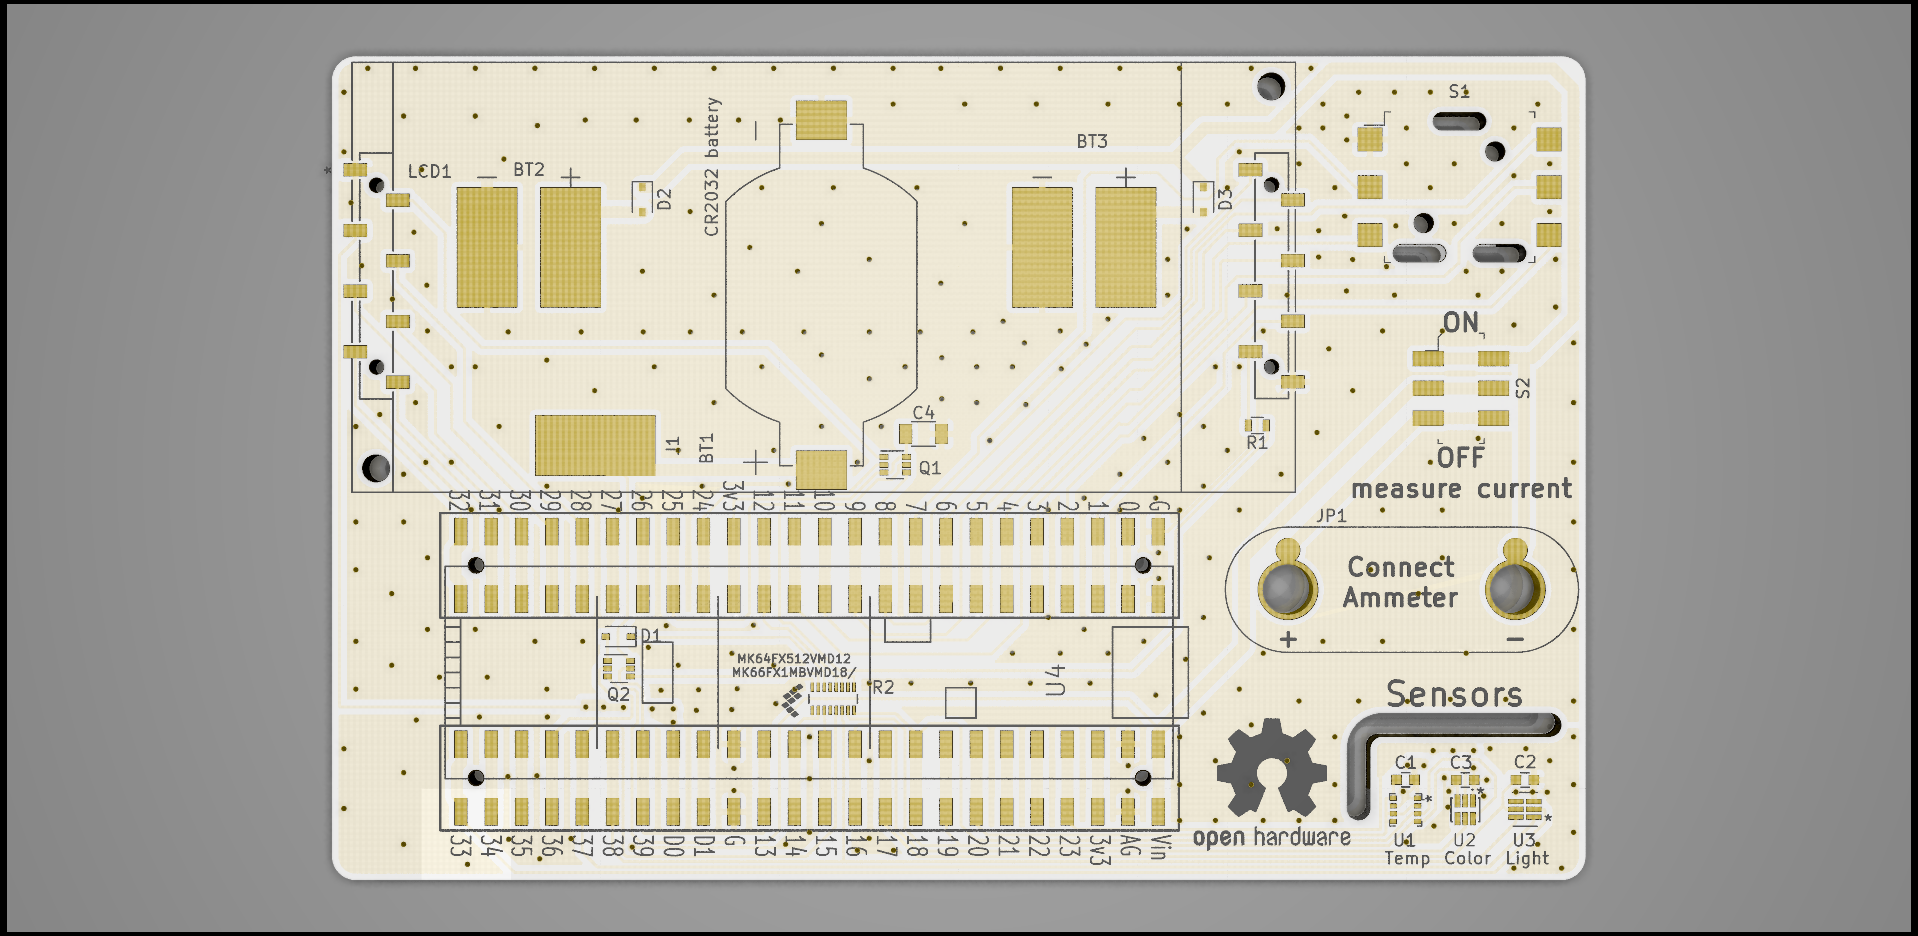 S1
CR2032 battery
BT3
* LCD1
BT2
D2
D3
ON
S2
C4
R1
J1
BT1
Q1
OFF
measure current
32 31 30 29 28 27 26 25 24 3v3 12 11 10 9 8 7 6 5 4 3 2 1 0 G
JP1
Connect
Ammeter
+ −
D1
MK64FX512VMD12
MK66FX1MBVMD18/
Q2
R2
U4
Sensors
C1 C3 C2
33 34 35 36 37 38 39 D0 D1 G 13 14 15 16 17 18 19 20 21 22 23 3v3 AG Vin
open hardware
U1 U2 U3
Temp Color Light